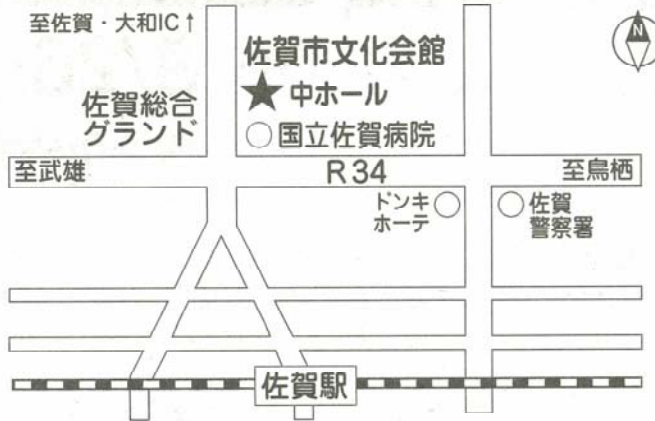 至佐賀・大和IC↑
N
佐賀市文化会館
★中ホール
佐賀総合
グランド
○国立佐賀病院
至武雄
R34
至鳥栖
ドンキ
ホーテ
佐賀
警察署
佐賀駅